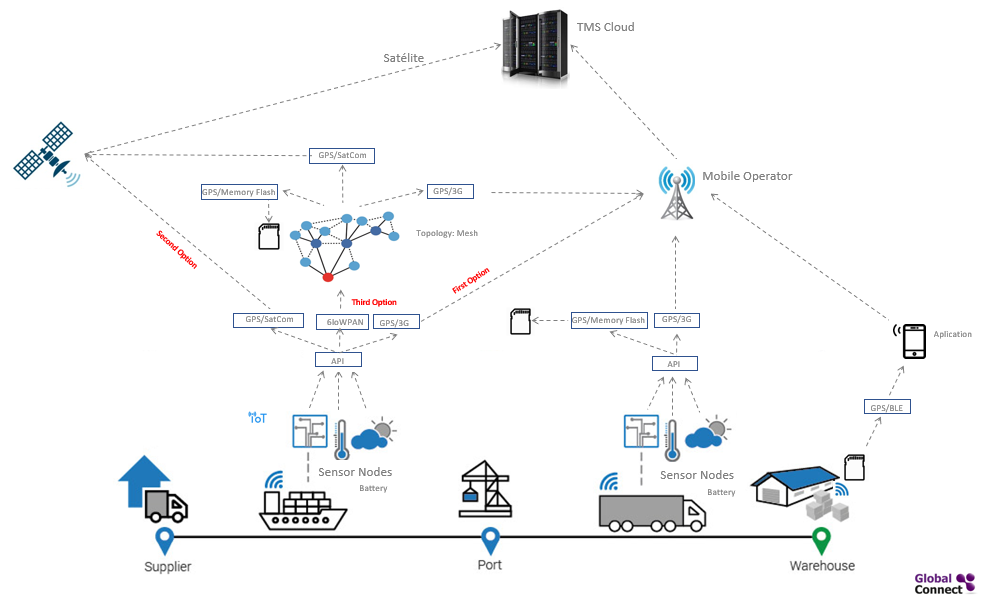 TMS Cloud
Satélite
GPS/SatCom
Mobile Operator
GPS/Memory Flash
GPS/3G
Topology: Mesh
Second Option
First Option
Third Option
GPS/SatCom
6loWPAN
GPS/3G
GPS/Memory Flash
GPS/3G
Aplication
API
API
GPS/BLE
IoT
Sensor Nodes
Battery
Sensor Nodes
Battery
Supplier
Port
Warehouse
Global
Connect